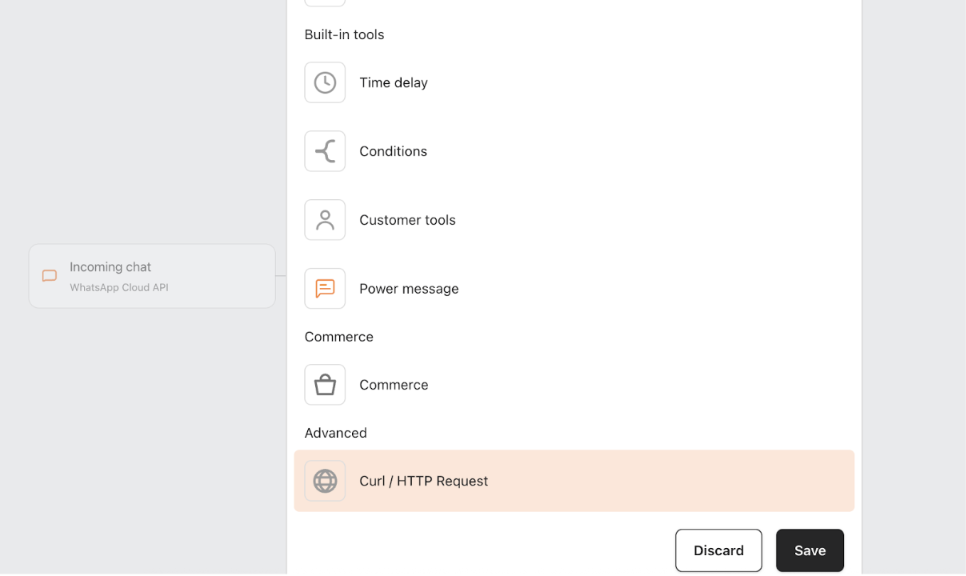 Built-in tools
Time delay
Conditions
Customer tools
Incoming chat
WhatsApp Cloud API
Power message
Commerce
Commerce
Advanced
Curl / HTTP Request
Discard
Save